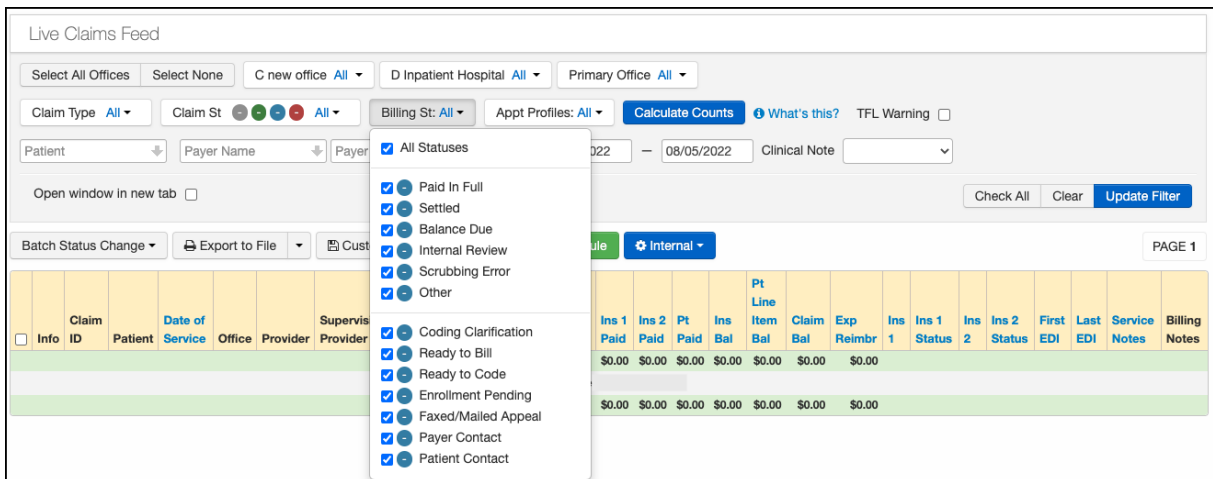 Live Claims Feed
Select All Offices Select None C new office All D Inpatient Hospital All Primary Office All
Claim Type All Claim St - - - - All Billing St: All Appt Profiles: All Calculate Counts What's this? TFL Warning
Patient Payer Name Payer 022 — 08/05/2022 Clinical Note
Open window in new tab Check All Clear Update Filter
Batch Status Change Export to File Cust ule Internal PAGE 1
All Statuses
- Paid In Full
- Settled
- Balance Due
- Internal Review
- Scrubbing Error
- Other
- Coding Clarification
- Ready to Bill
- Ready to Code
- Enrollment Pending
- Faxed/Mailed Appeal
- Payer Contact
- Patient Contact
Pt
Line
Claim Date of Supervis Ins 1 Ins 2 Pt Ins Item Claim Exp Ins Ins 1 Ins Ins 2 First Last Service Billing
Info ID Patient Service Office Provider Provider Paid Paid Paid Bal Bal Bal Reimbr 1 Status 2 Status EDI EDI Notes Notes
$0.00 $0.00 $0.00 $0.00 $0.00 $0.00 $0.00
$0.00 $0.00 $0.00 $0.00 $0.00 $0.00 $0.00